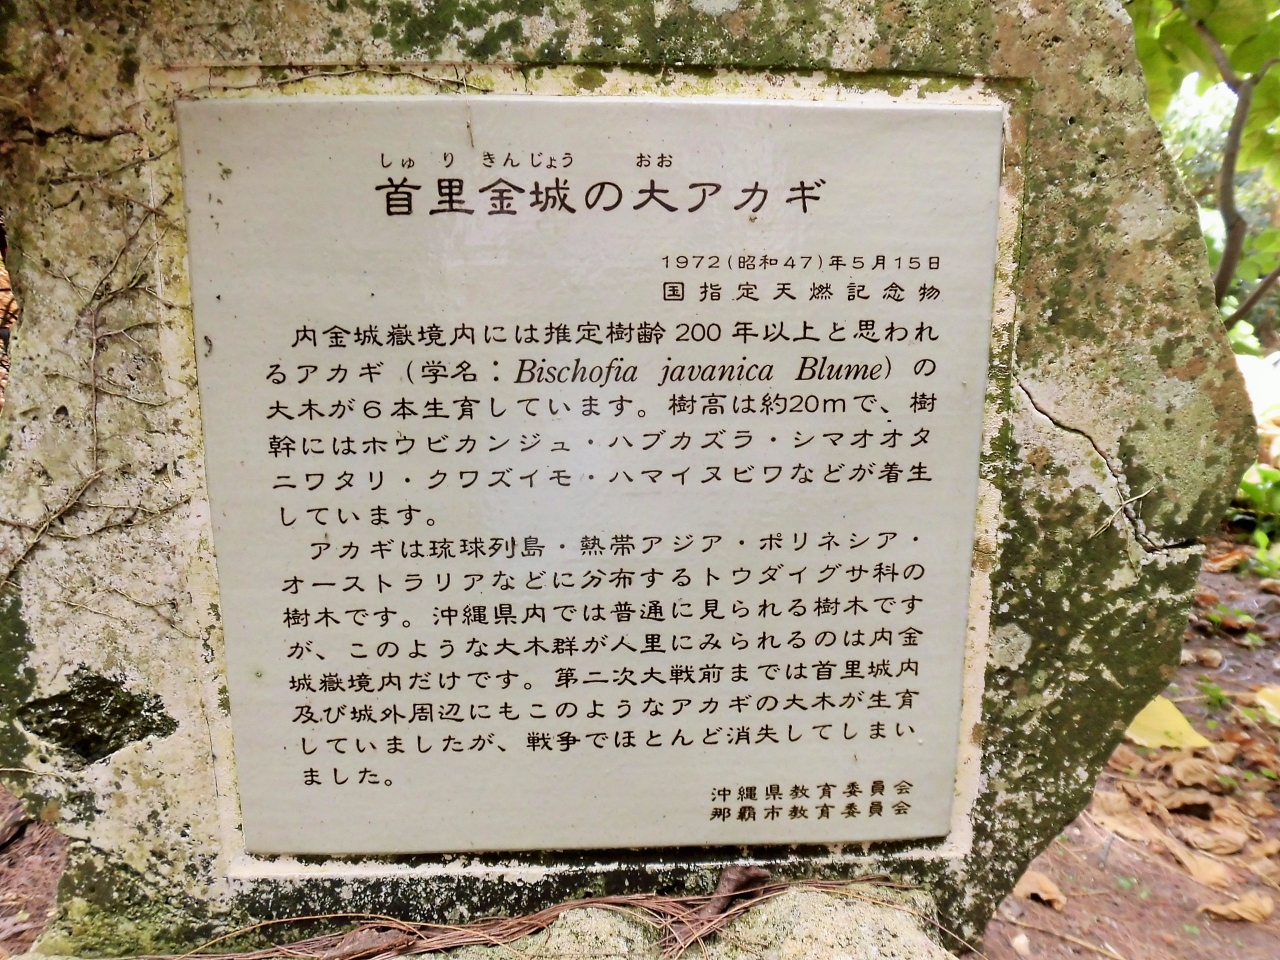 しゅ り きん じょう おお
首里金城の大アカギ
1972(昭和47)年5月15日
国指定天燃記念物
内金城嶽境内には推定樹齢200年以上と思われ
るアカギ（学名：Bischofia javanica Blume）の
大木が6本生育しています。樹高は約20mで、樹
幹にはホウビカンジュ・ハブカズラ・シマオオタ
ニワタリ・クワズイモ・ハマイヌビワなどが着生
しています。
アカギは琉球列島・熱帯アジア・ポリネシア・
オーストラリアなどに分布するトウダイグサ科の
樹木です。沖縄県内では普通に見られる樹木です
が、このような大木群が人里にみられるのは内金
城嶽境内だけです。第二次大戦前までは首里城内
及び城外周辺にもこのようなアカギの大木が生育
していましたが、戦争でほとんど消失してしまい
ました。
沖縄県教育委員会
那覇市教育委員会